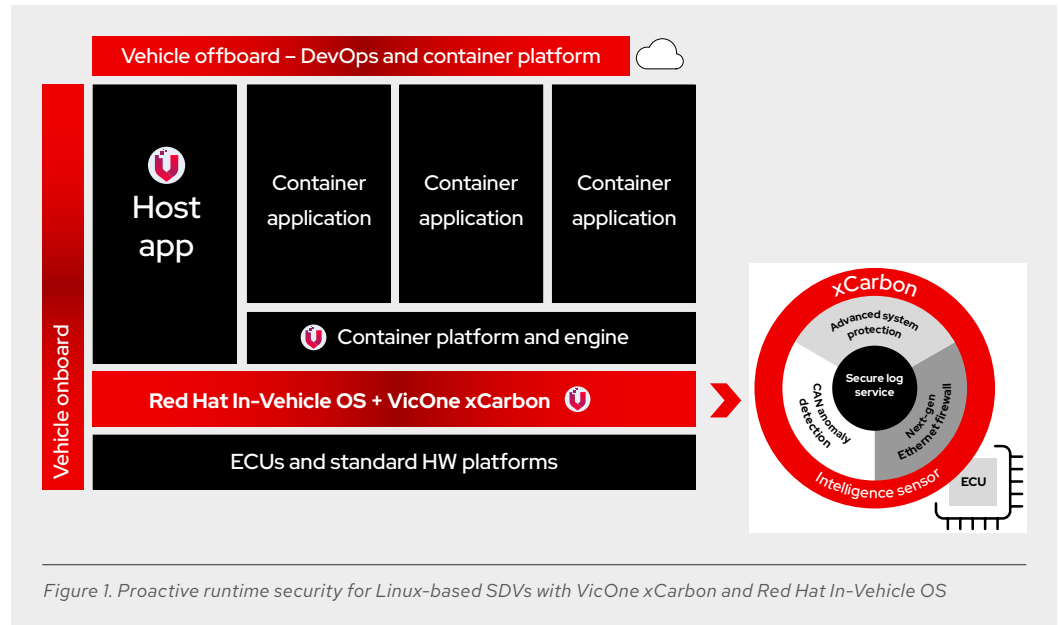 Vehicle offboard – DevOps and container platform
Vehicle onboard
Host
app
Container
application
Container
application
Container
application
Container platform and engine
Red Hat In-Vehicle OS + VicOne xCarbon
ECUs and standard HW platforms
xCarbon
Advanced system
protection
Secure log
service
CAN anomaly
detection
Next-gen
Ethernet firewall
Intelligence sensor
ECU
Figure 1. Proactive runtime security for Linux-based SDVs with VicOne xCarbon and Red Hat In-Vehicle OS